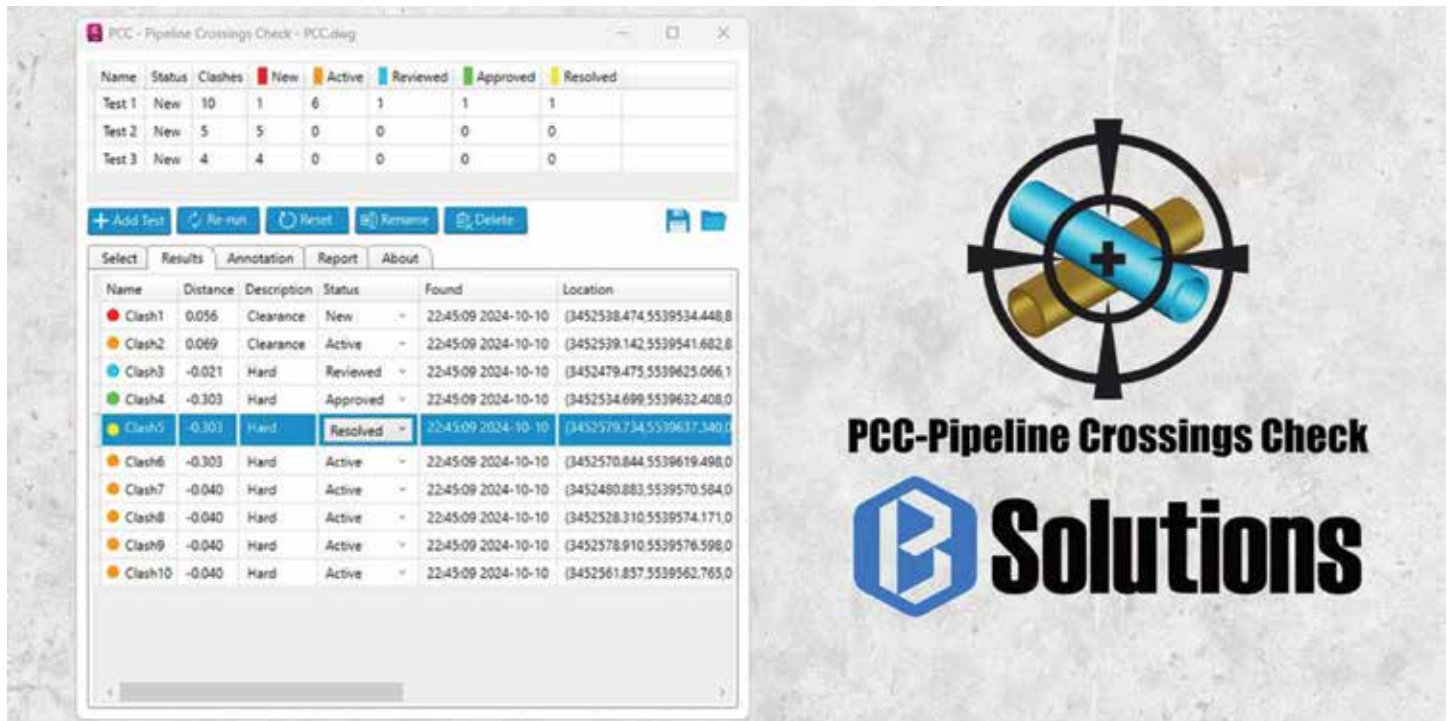 PCC - Pipeline Crossings Check - PCC.dwg
Name Status Clashes New Active Reviewed Approved Resolved
Test 1 New 10 1 6 1 1 1
Test 2 New 5 5 0 0 0 0
Test 3 New 4 4 0 0 0 0
Add Test Re-run Reset Rename Delete
Select Results Annotation Report About
Name Distance Description Status Found Location
Clash1 0.056 Clearance New 22:45:09 2024-10-10 (3452538.474,5539534.448,8
Clash2 0.069 Clearance Active 22:45:09 2024-10-10 (3452539.142,5539541.682,8
Clash3 -0.021 Hard Reviewed 22:45:09 2024-10-10 (3452479.475,5539625.066,1
Clash4 -0.303 Hard Approved 22:45:09 2024-10-10 (3452534.699,5539632.408,0
Clash5 -0.303 Hard Resolved 22:45:09 2024-10-10 (3452579.734,5539637.340,0
Clash6 -0.303 Hard Active 22:45:09 2024-10-10 (3452570.844,5539619.498,0
Clash7 -0.040 Hard Active 22:45:09 2024-10-10 (3452480.883,5539570.584,0
Clash8 -0.040 Hard Active 22:45:09 2024-10-10 (3452528.310,5539574.171,0
Clash9 -0.040 Hard Active 22:45:09 2024-10-10 (3452578.910,5539576.598,0
Clash10 -0.040 Hard Active 22:45:09 2024-10-10 (3452561.857,5539562.765,0
PCC-Pipeline Crossings Check
B Solutions